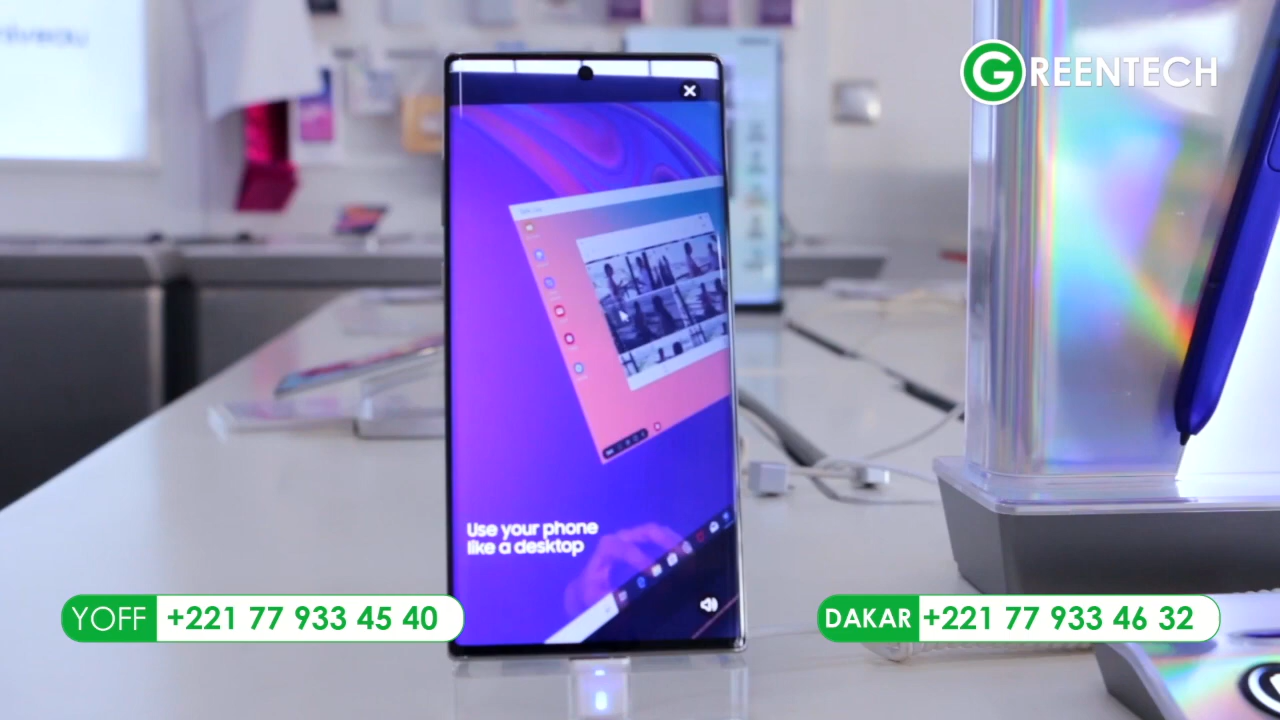 GREENTECH
Use your phone
like a desktop
YOFF +221 77 933 45 40
DAKAR +221 77 933 46 32